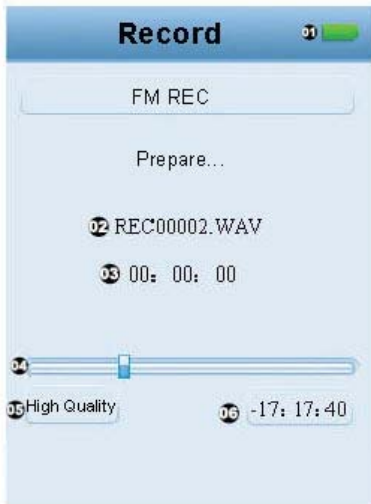 Record 01
FM REC
Prepare...
02 REC00002.WAV
03 00: 00: 00
04
05 High Quality
06 -17: 17: 40